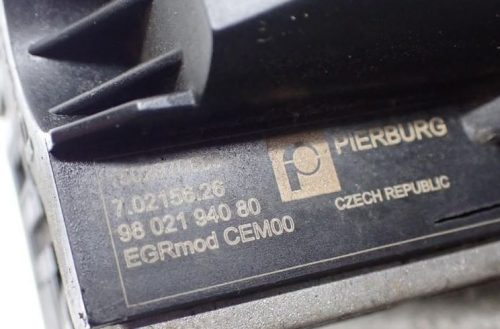 PIERBURG
CZECH REPUBLIC
7.02156.26
98 021 940 80
EGRmod CEM00